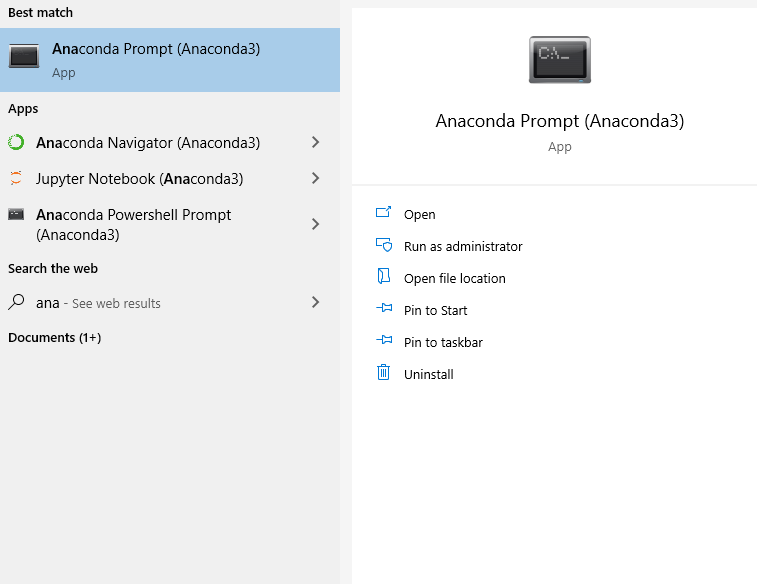 Best match
Anaconda Prompt (Anaconda3)
App
Apps
Anaconda Navigator (Anaconda3)
Jupyter Notebook (Anaconda3)
Anaconda Powershell Prompt
(Anaconda3)
Search the web
ana - See web results
Documents (1+)
C:\_
Anaconda Prompt (Anaconda3)
App
Open
Run as administrator
Open file location
Pin to Start
Pin to taskbar
Uninstall